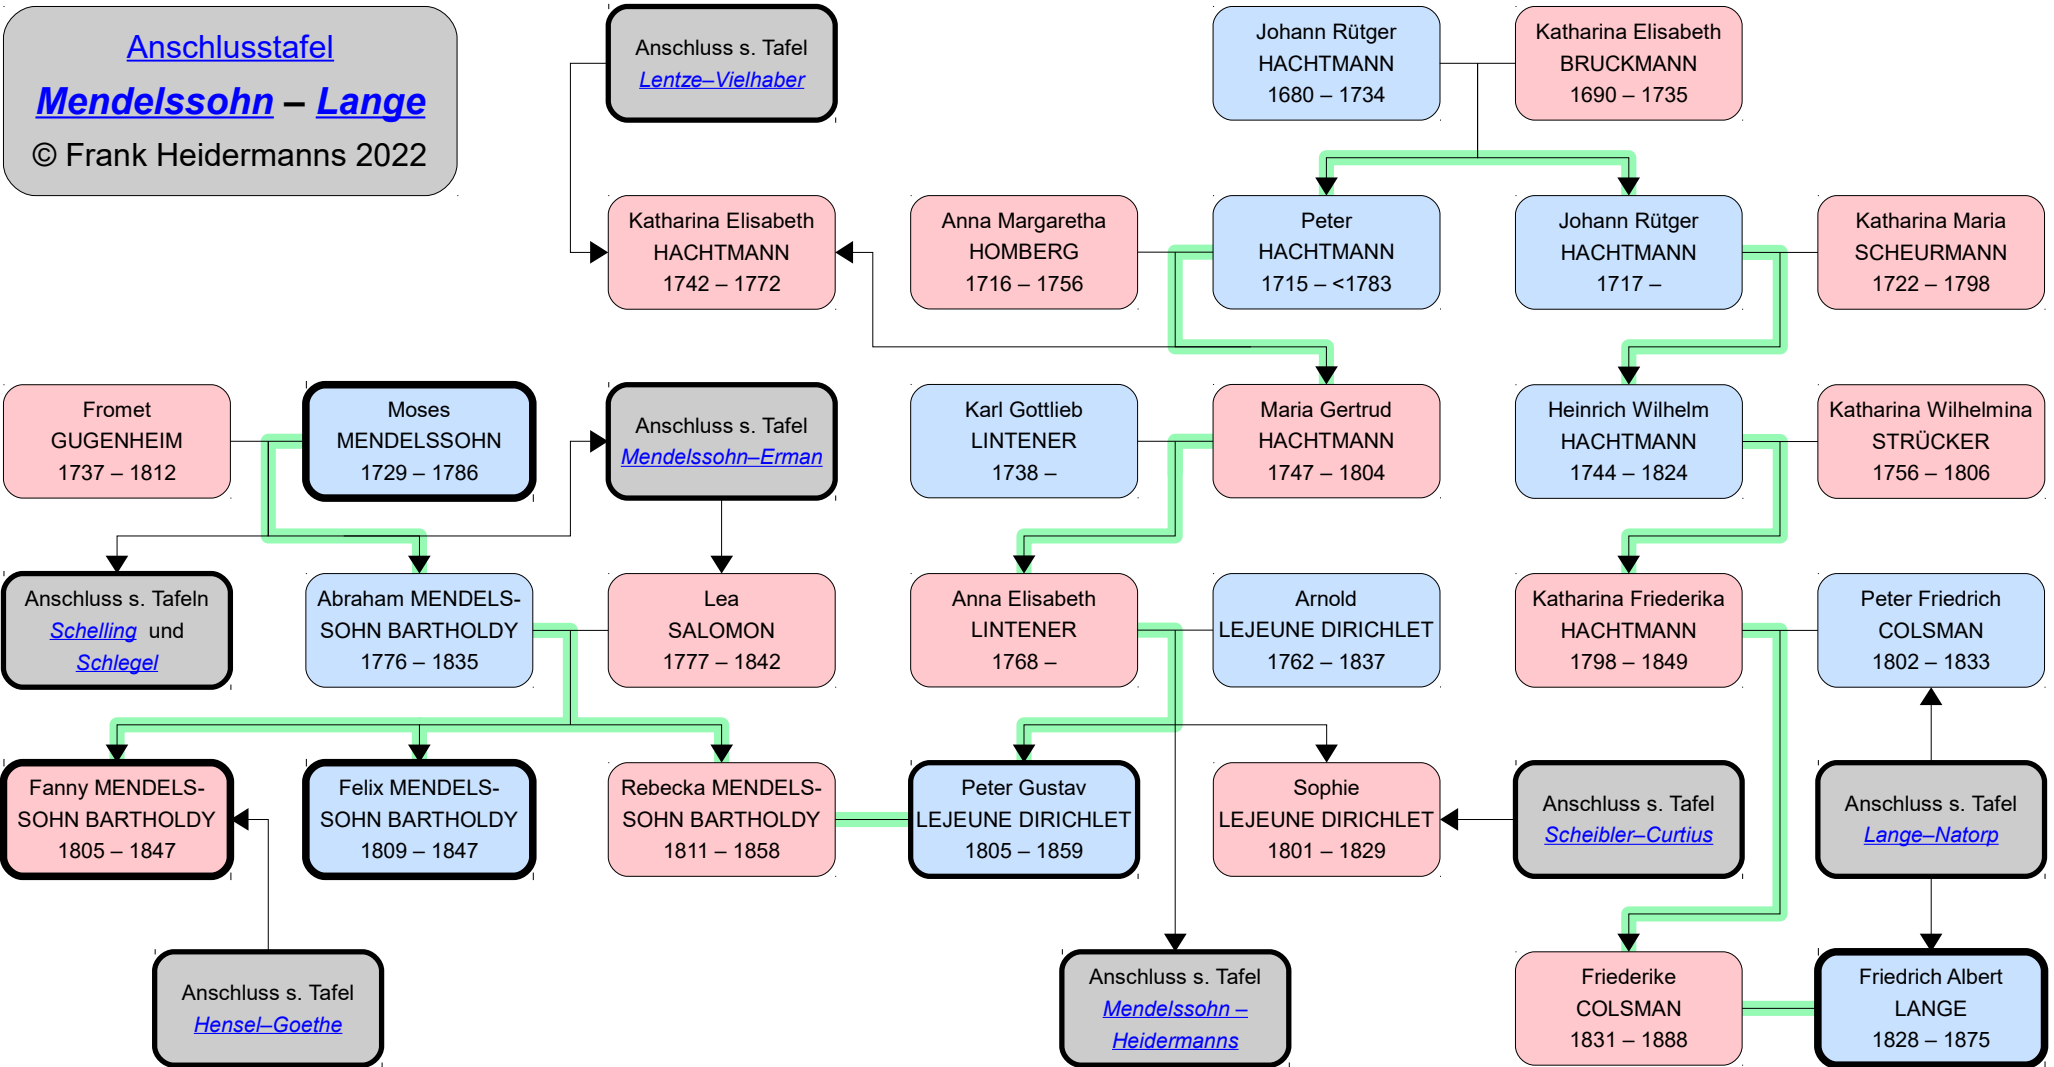 Anschlusstafel
Mendelssohn – Lange
© Frank Heidermanns 2022
Anschluss s. Tafel
Lentze–Vielhaber
Johann Rütger
HACHTMANN
1680 – 1734
Katharina Elisabeth
BRUCKMANN
1690 – 1735
Katharina Elisabeth
HACHTMANN
1742 – 1772
Anna Margaretha
HOMBERG
1716 – 1756
Peter
HACHTMANN
1715 – <1783
Johann Rütger
HACHTMANN
1717 –
Katharina Maria
SCHEURMANN
1722 – 1798
Fromet
GUGENHEIM
1737 – 1812
Moses
MENDELSSOHN
1729 – 1786
Anschluss s. Tafel
Mendelssohn–Erman
Karl Gottlieb
LINTENER
1738 –
Maria Gertrud
HACHTMANN
1747 – 1804
Heinrich Wilhelm
HACHTMANN
1744 – 1824
Katharina Wilhelmina
STRÜCKER
1756 – 1806
Anschluss s. Tafeln
Schelling und
Schlegel
Abraham MENDELS-
SOHN BARTHOLDY
1776 – 1835
Lea
SALOMON
1777 – 1842
Anna Elisabeth
LINTENER
1768 –
Arnold
LEJEUNE DIRICHLET
1762 – 1837
Katharina Friederika
HACHTMANN
1798 – 1849
Peter Friedrich
COLSMAN
1802 – 1833
Fanny MENDELS-
SOHN BARTHOLDY
1805 – 1847
Felix MENDELS-
SOHN BARTHOLDY
1809 – 1847
Rebecka MENDELS-
SOHN BARTHOLDY
1811 – 1858
Peter Gustav
LEJEUNE DIRICHLET
1805 – 1859
Sophie
LEJEUNE DIRICHLET
1801 – 1829
Anschluss s. Tafel
Scheibler–Curtius
Anschluss s. Tafel
Lange–Natorp
Anschluss s. Tafel
Hensel–Goethe
Anschluss s. Tafel
Mendelssohn –
Heidermanns
Friederike
COLSMAN
1831 – 1888
Friedrich Albert
LANGE
1828 – 1875